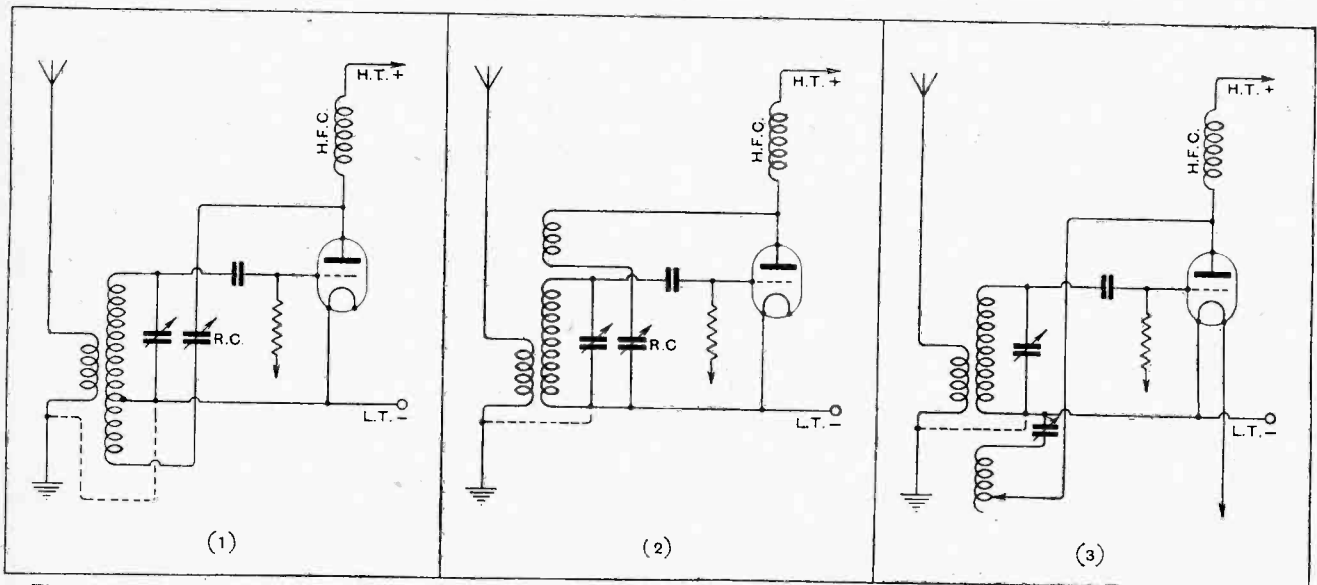 H.T. +
H.F.C.
R.C.
L.T. -
(1)
H.T. +
H.F.C.
R.C
L.T. -
(2)
H.T. +
H.F.C.
L.T. -
(3)